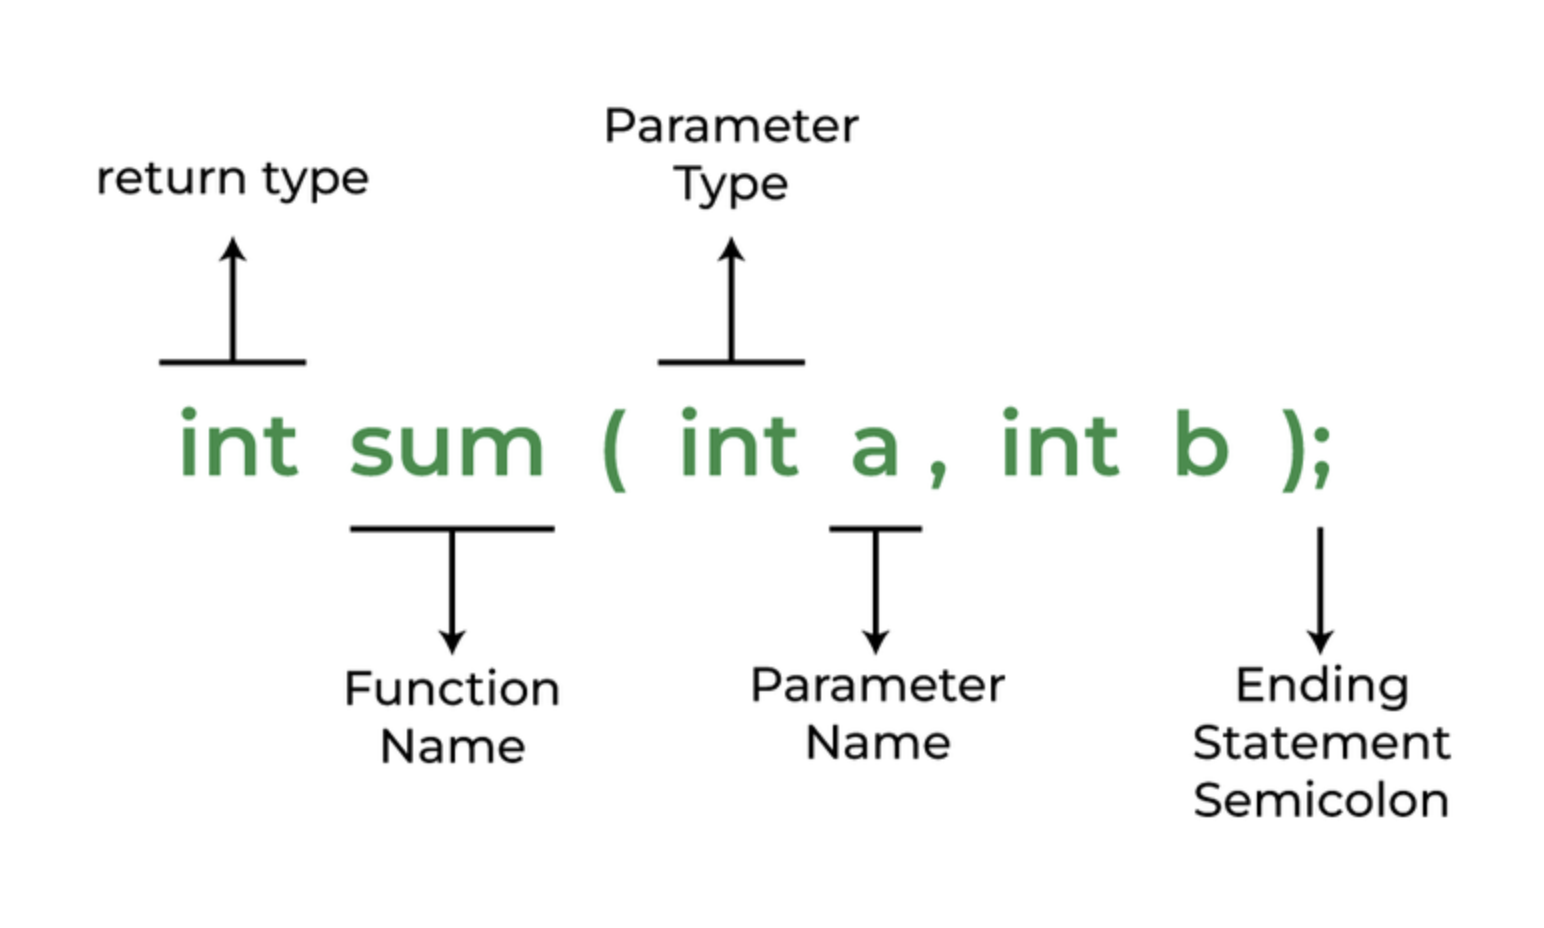 return type
Parameter
Type
int sum ( int a , int b );
Function
Name
Parameter
Name
Ending
Statement
Semicolon